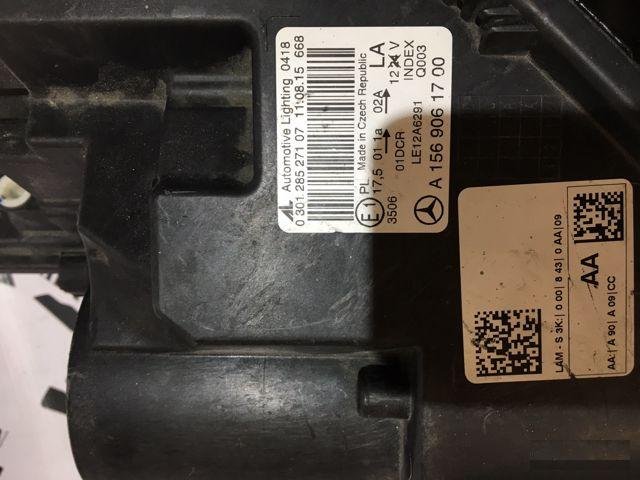 Automotive Lighting 0418
0 301 285 271 07 11.08.15 668
PL Made in Czech Republic LA
E1 17,5 01 1a 02A 12 24 V
3506 01DCR INDEX
LE12A6291 Q003
A 156 906 17 00
LAM - S 3K:| 0 00| 8 43| 0 AA|09
AA
AA:| A 90| A 09|CC